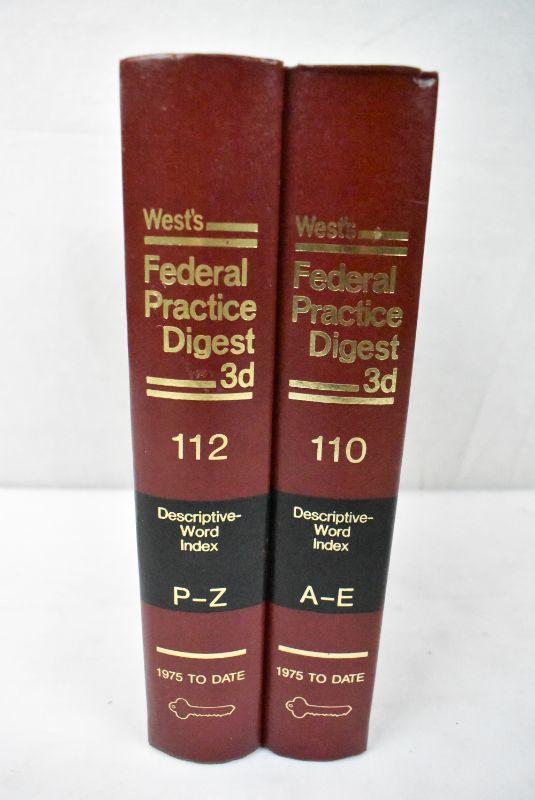 West's
Federal
Practice
Digest
3d
112
Descriptive-
Word
Index
P–Z
1975 TO DATE
West's
Federal
Practice
Digest
3d
110
Descriptive-
Word
Index
A–E
1975 TO DATE